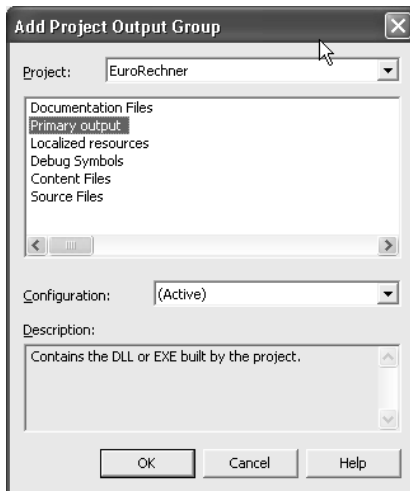 Add Project Output Group
Project: EuroRechner
Documentation Files
Primary output
Localized resources
Debug Symbols
Content Files
Source Files
Configuration: (Active)
Description:
Contains the DLL or EXE built by the project.
OK Cancel Help